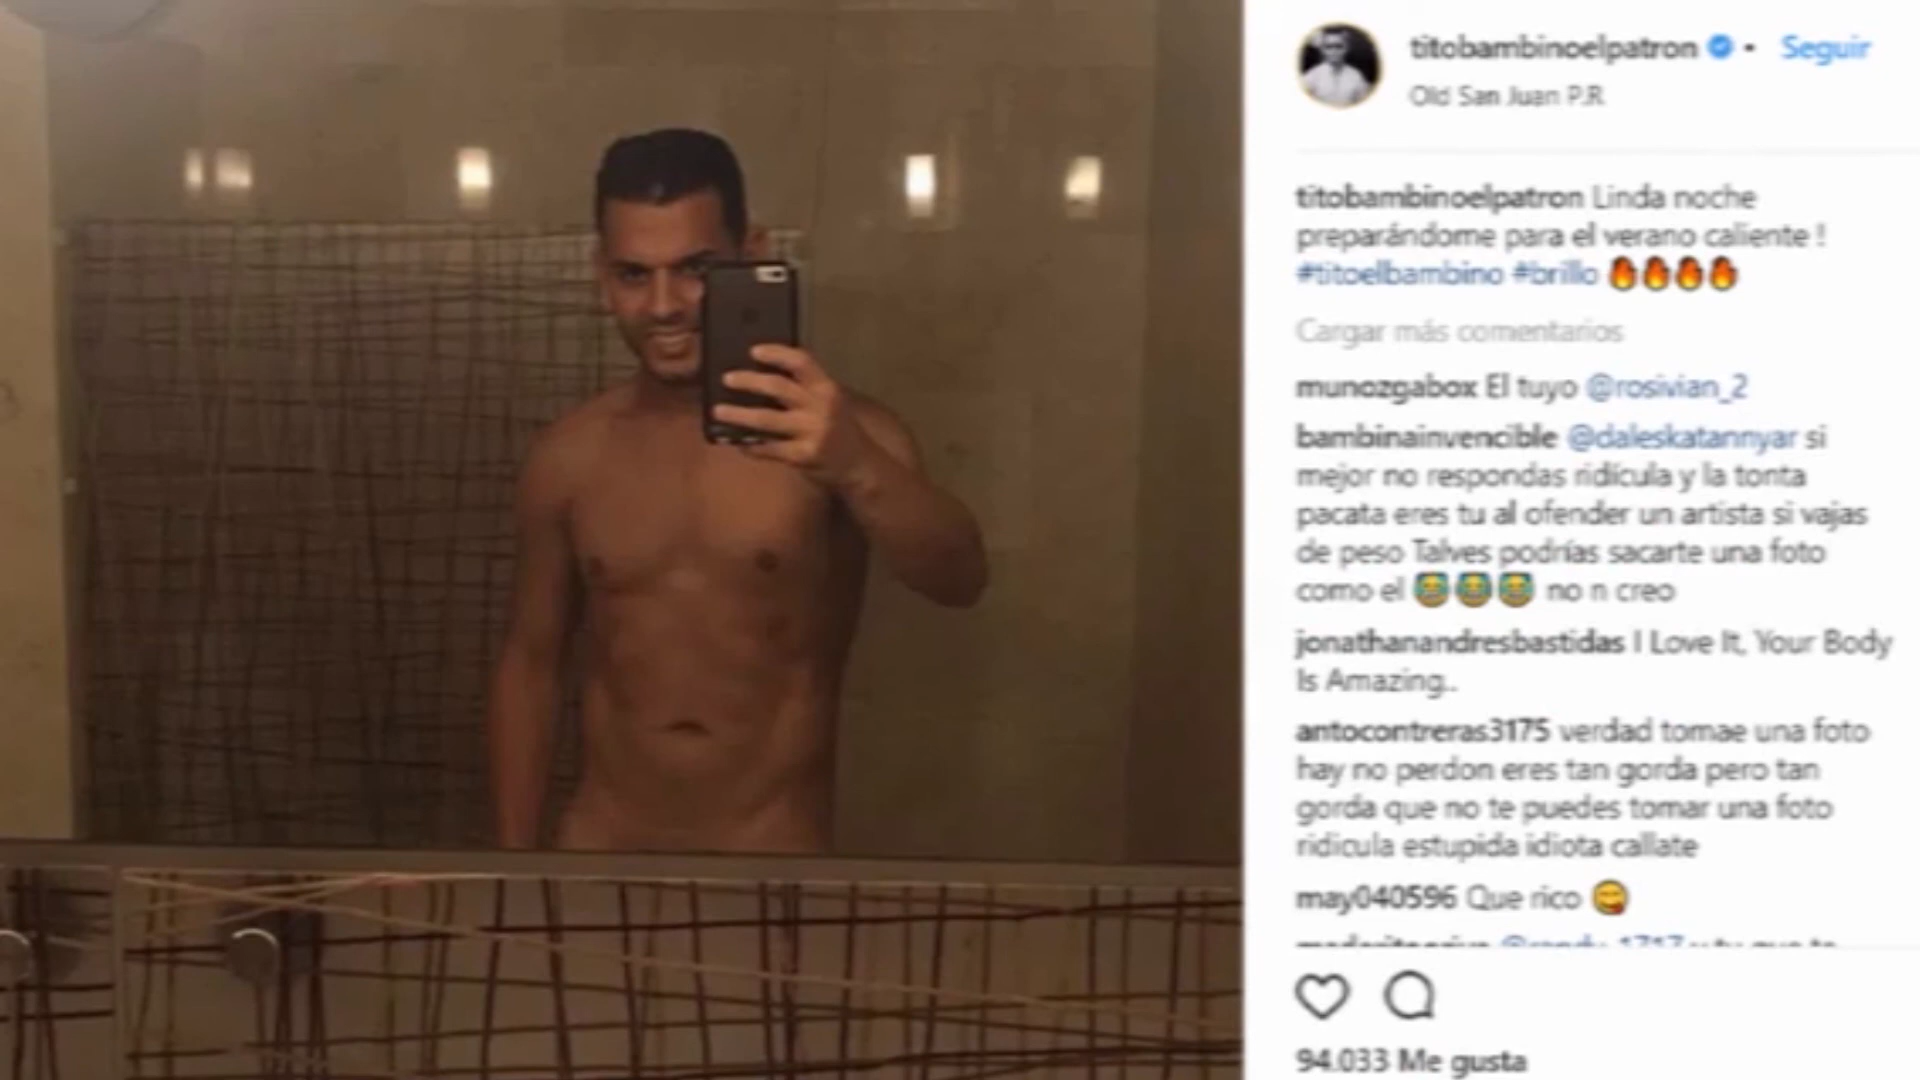 titobambinoelpatron • Seguir
Old San Juan P.R
titobambinoelpatron Linda noche
preparándome para el verano caliente !
#titoelbambino #brillo 🔥🔥🔥🔥
Cargar más comentarios
munozgabox El tuyo @rosivian_2
bambinainvencible @daleskatannyar si
mejor no respondas ridícula y la tonta
pacata eres tu al ofender un artista si vajas
de peso Talves podrías sacarte una foto
como el 😂😂😂 no n creo
jonathanandresbastidas I Love It, Your Body
Is Amazing..
antocontreras3175 verdad tomae una foto
hay no perdon eres tan gorda pero tan
gorda que no te puedes tomar una foto
ridicula estupida idiota callate
may040596 Que rico 😋
94.033 Me gusta